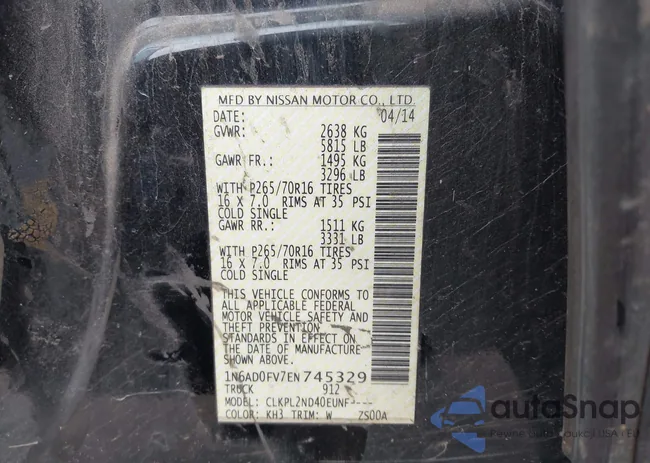 MFD BY NISSAN MOTOR CO., LTD
DATE: 04/14
GVWR: 2638 KG
5815 LB
GAWR FR.: 1495 KG
3296 LB
WITH P265/70R16 TIRES
16 X 7.0 RIMS AT 35 PSI
COLD SINGLE
GAWR RR.: 1511 KG
3331 LB
WITH P265/70R16 TIRES
16 X 7.0 RIMS AT 35 PSI
COLD SINGLE
THIS VEHICLE CONFORMS TO
ALL APPLICABLE FEDERAL
MOTOR VEHICLE SAFETY AND
THEFT PREVENTION
STANDARDS IN EFFECT ON
THE DATE OF MANUFACTURE
SHOWN ABOVE.
1N6AD0FV7EN745329
TRUCK 912
MODEL: CLKPL2ND40EUNF----
COLOR: KH3 TRIM: W ZS00A
autoSnap